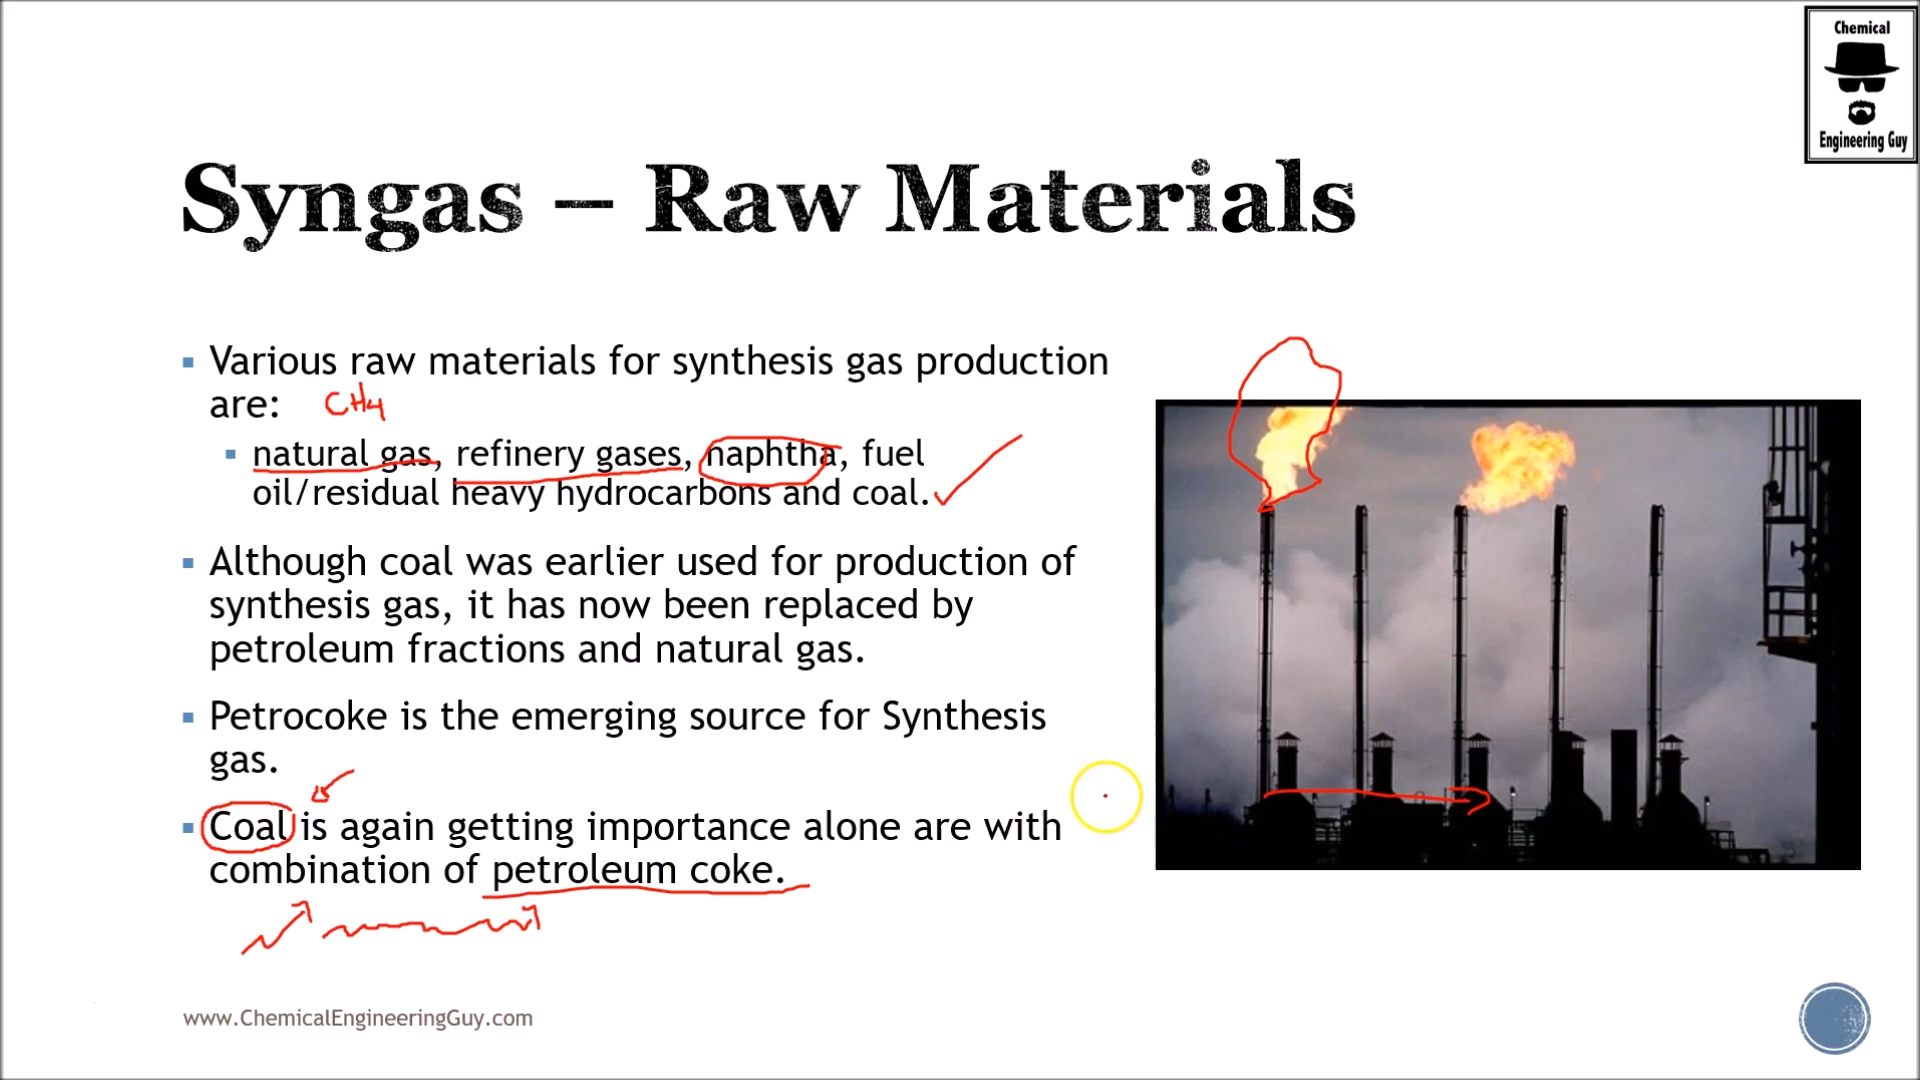 Chemical
Engineering Guy
Syngas – Raw Materials
Various raw materials for synthesis gas production
are:
CH4
natural gas, refinery gases, naphtha, fuel
oil/residual heavy hydrocarbons and coal.
Although coal was earlier used for production of
synthesis gas, it has now been replaced by
petroleum fractions and natural gas.
Petrocoke is the emerging source for Synthesis
gas.
Coal is again getting importance alone are with
combination of petroleum coke.
www.ChemicalEngineeringGuy.com